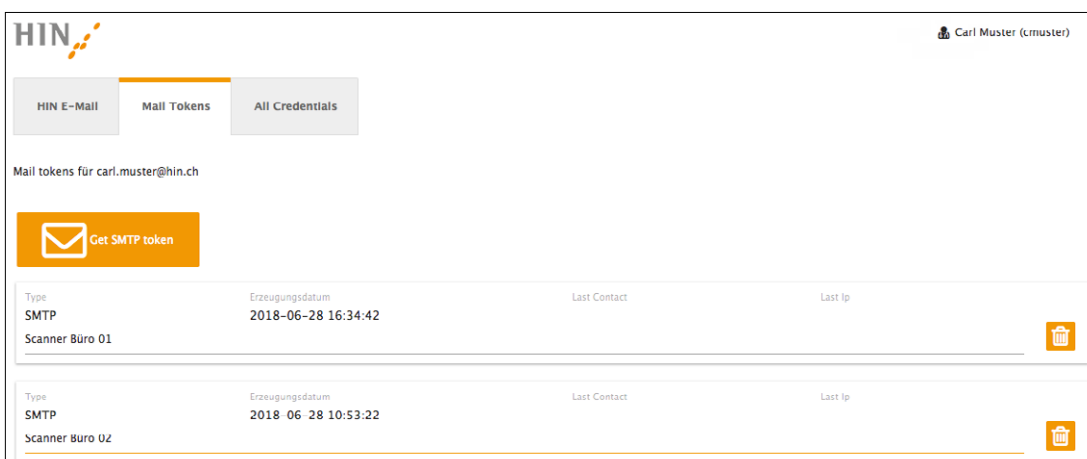 HIN
Carl Muster (cmuster)
HIN E-Mail Mail Tokens All Credentials
Mail tokens für carl.muster@hin.ch
Get SMTP token
Type Erzeugungsdatum Last Contact Last Ip
SMTP 2018-06-28 16:34:42
Scanner Büro 01
Type Erzeugungsdatum Last Contact Last Ip
SMTP 2018-06-28 10:53:22
Scanner Büro 02